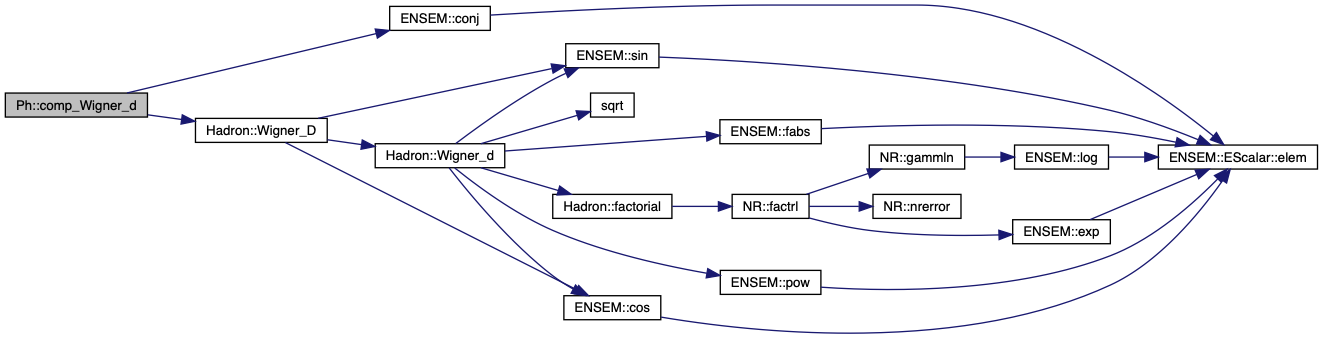 Ph::comp_Wigner_d
ENSEM::conj
Hadron::Wigner_D
ENSEM::sin
Hadron::Wigner_d
sqrt
ENSEM::fabs
Hadron::factorial
NR::factrl
NR::gammln
ENSEM::log
NR::nrerror
ENSEM::exp
ENSEM::pow
ENSEM::cos
ENSEM::EScalar::elem